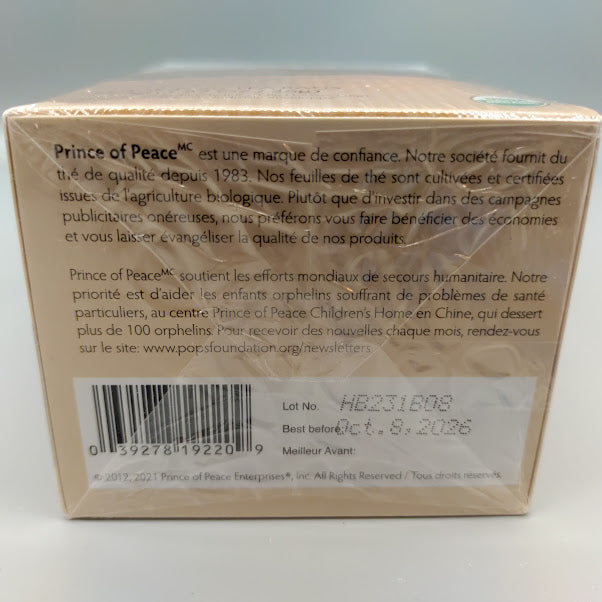 Prince of Peace^MC est une marque de confiance. Notre société fournit du
thé de qualité depuis 1983. Nos feuilles de thé sont cultivées et certifiées
issues de l'agriculture biologique. Plutôt que d'investir dans des campagnes
publicitaires onéreuses, nous préférons vous faire bénéficier des économies
et vous laisser évangéliser la qualité de nos produits.
Prince of Peace^MC soutient les efforts mondiaux de secours humanitaire. Notre
priorité est d'aider les enfants orphelins souffrant de problèmes de santé
particuliers, au centre Prince of Peace Children's Home en Chine, qui dessert
plus de 100 orphelins. Pour recevoir des nouvelles chaque mois, rendez-vous
sur le site: www.popsfoundation.org/newsletters
Lot No. HB231B08
Best before: Oct.8,2026
Meilleur Avant:
0 39278 19220 9
© 2012, 2021 Prince of Peace Enterprises®, Inc. All Rights Reserved / Tous droits réservés.